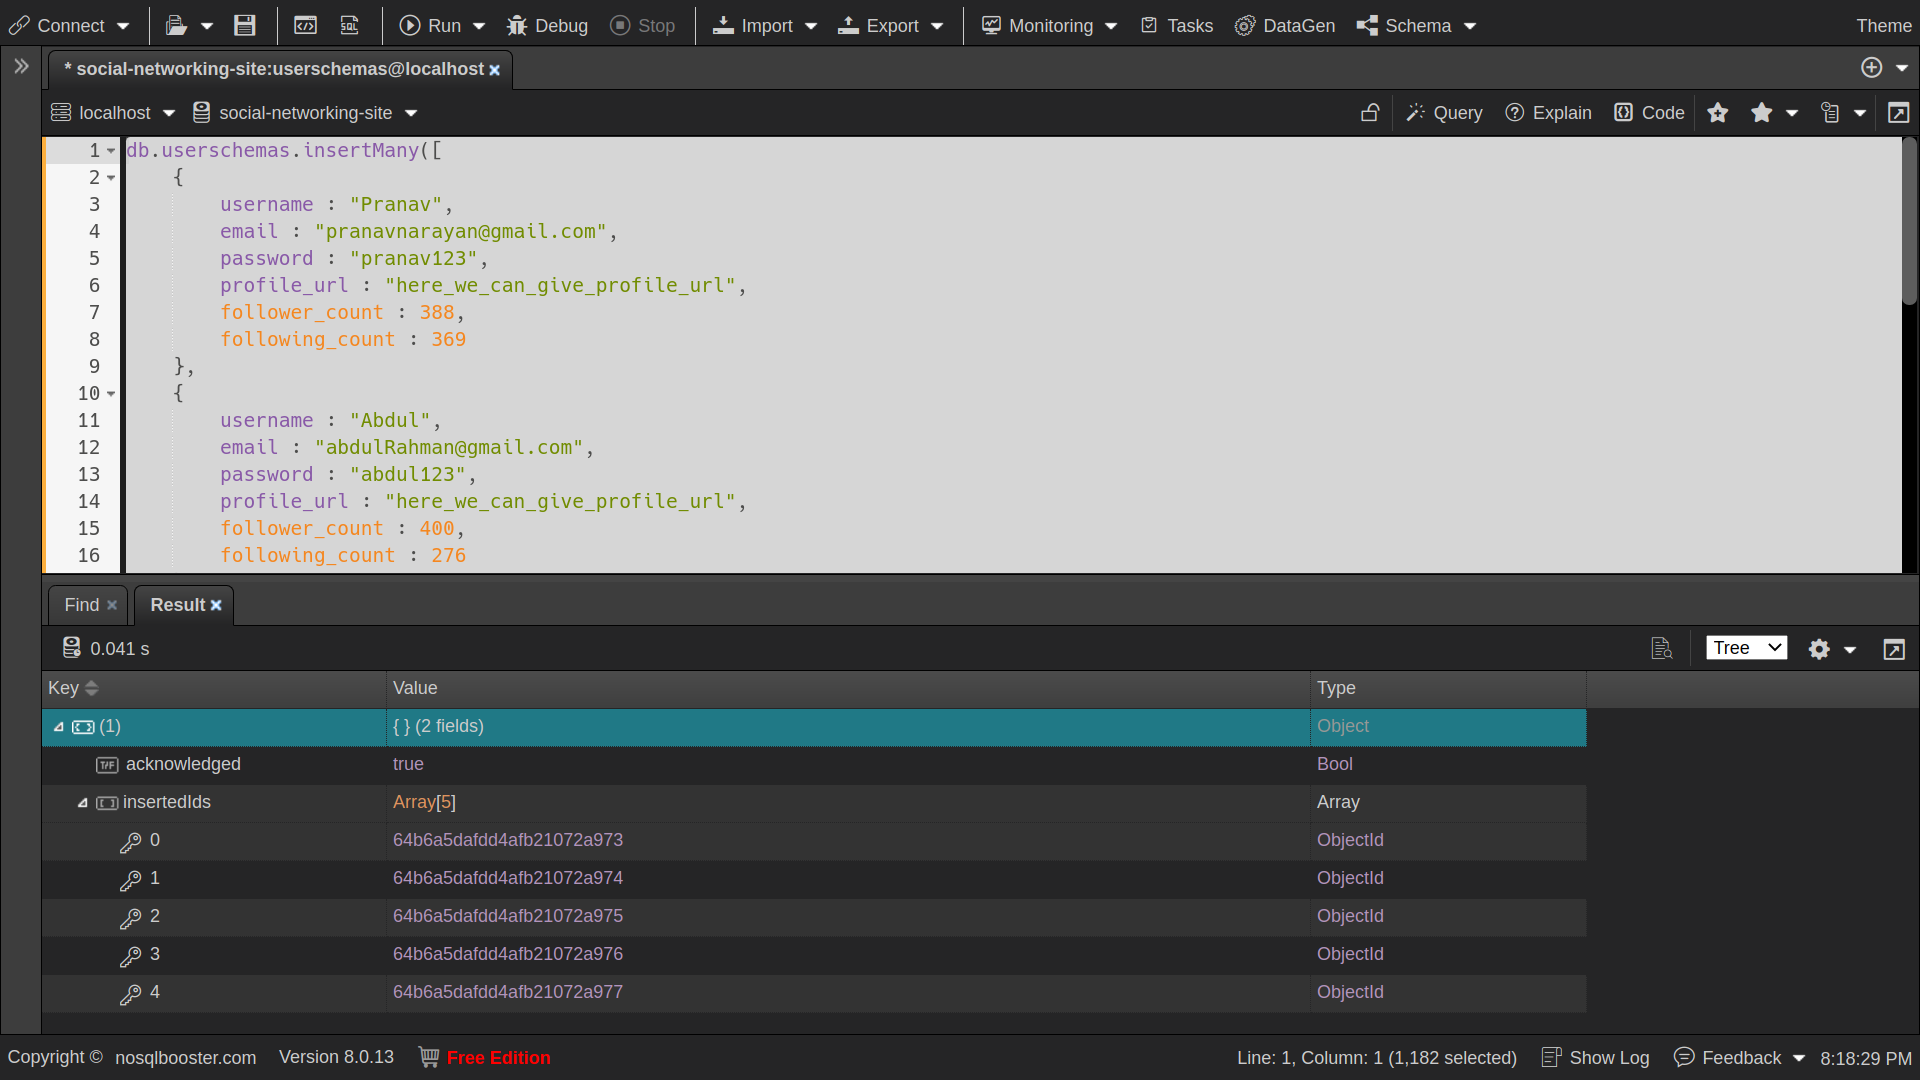 Connect Run Debug Stop Import Export Monitoring Tasks DataGen Schema Theme
* social-networking-site:userschemas@localhost
localhost social-networking-site Query Explain Code
1 db.userschemas.insertMany([
2 {
3 username : "Pranav",
4 email : "pranavnarayan@gmail.com",
5 password : "pranav123",
6 profile_url : "here_we_can_give_profile_url",
7 follower_count : 388,
8 following_count : 369
9 },
10 {
11 username : "Abdul",
12 email : "abdulRahman@gmail.com",
13 password : "abdul123",
14 profile_url : "here_we_can_give_profile_url",
15 follower_count : 400,
16 following_count : 276
Find Result
0.041 s Tree
Key Value Type
(1) { } (2 fields) Object
acknowledged true Bool
insertedIds Array[5] Array
0 64b6a5dafdd4afb21072a973 ObjectId
1 64b6a5dafdd4afb21072a974 ObjectId
2 64b6a5dafdd4afb21072a975 ObjectId
3 64b6a5dafdd4afb21072a976 ObjectId
4 64b6a5dafdd4afb21072a977 ObjectId
Copyright © nosqlbooster.com Version 8.0.13 Free Edition Line: 1, Column: 1 (1,182 selected) Show Log Feedback 8:18:29 PM